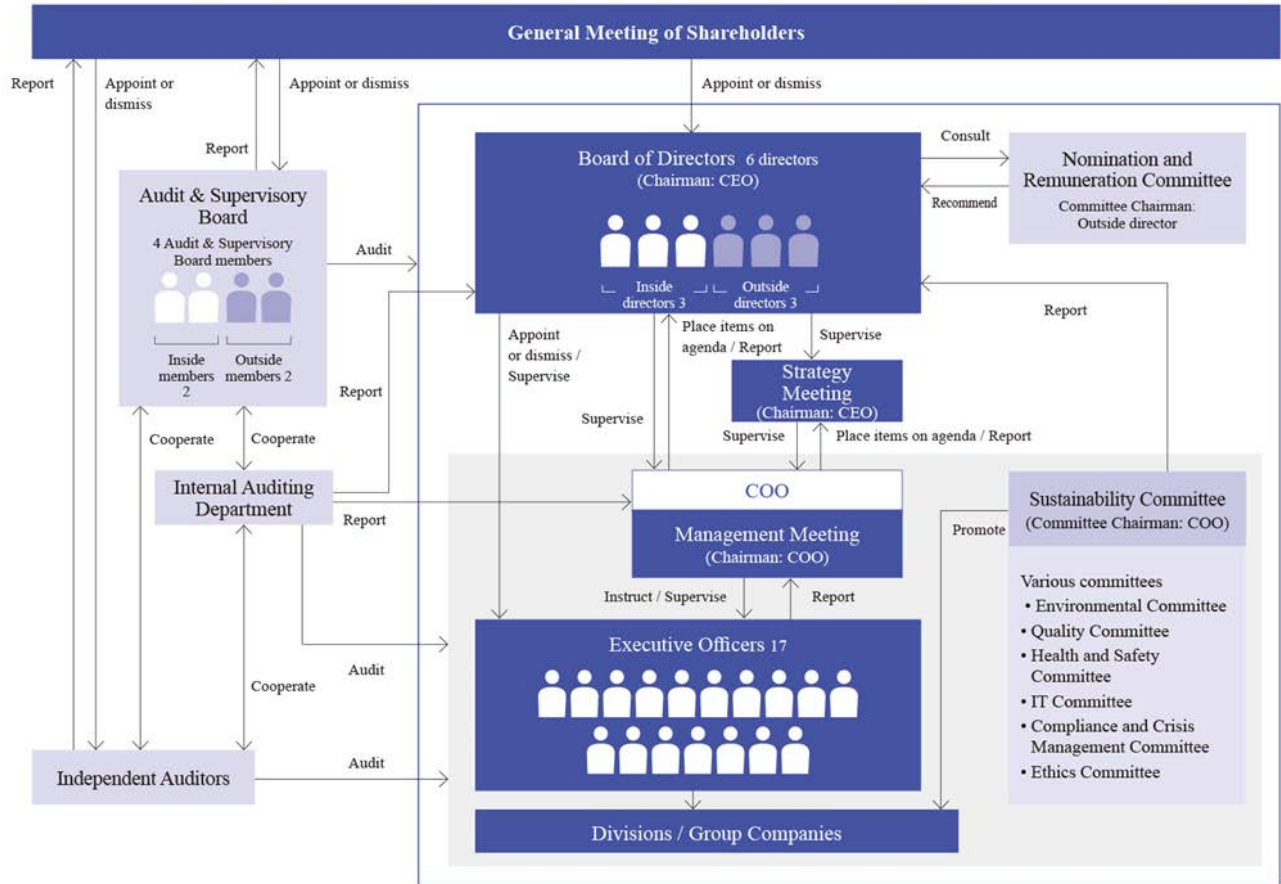 General Meeting of Shareholders
Report
Appoint or
dismiss
Report
Appoint or dismiss
Appoint or dismiss
Audit & Supervisory
Board
4 Audit & Supervisory
Board members
Inside
members
2
Outside
members 2
Audit
Board of Directors 6 directors
(Chairman: CEO)
Inside
directors 3
Outside
directors 3
Consult
Recommend
Nomination and
Remuneration Committee
Committee Chairman:
Outside director
Report
Appoint
or dismiss /
Supervise
Place items on
agenda / Report
Supervise
Supervise
Strategy
Meeting
(Chairman: CEO)
Supervise
Place items on agenda / Report
Report
Cooperate
Cooperate
Internal Auditing
Department
Report
COO
Management Meeting
(Chairman: COO)
Sustainability Committee
(Committee Chairman: COO)
Promote
Various committees
• Environmental Committee
• Quality Committee
• Health and Safety
Committee
• IT Committee
• Compliance and Crisis
Management Committee
• Ethics Committee
Instruct / Supervise
Report
Executive Officers 17
Audit
Cooperate
Independent Auditors
Audit
Divisions / Group Companies